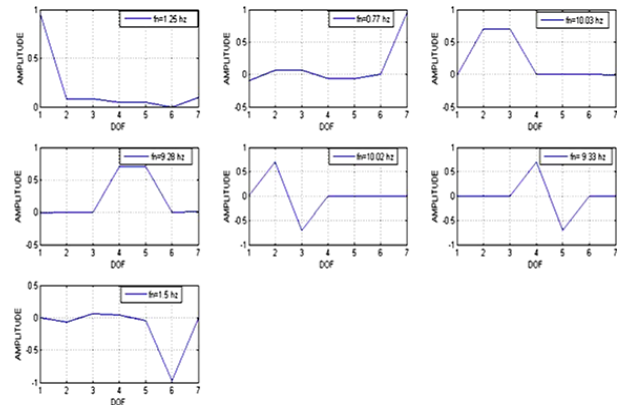 fn=1.25 hz
AMPLITUDE
1
0.5
0
1 2 3 4 5 6 7
DOF
fn=0.77 hz
AMPLITUDE
1
0.5
0
-0.5
1 2 3 4 5 6 7
DOF
fn=10.03 hz
AMPLITUDE
1
0.5
0
-0.5
1 2 3 4 5 6 7
DOF
fn=9.28 hz
AMPLITUDE
1
0.5
0
-0.5
1 2 3 4 5 6 7
DOF
fn=10.02 hz
AMPLITUDE
1
0.5
0
-0.5
-1
1 2 3 4 5 6 7
DOF
fn= 9.33 hz
AMPLITUDE
1
0.5
0
-0.5
-1
1 2 3 4 5 6 7
DOF
fn=1.5 hz
AMPLITUDE
0.5
0
-0.5
-1
1 2 3 4 5 6 7
DOF